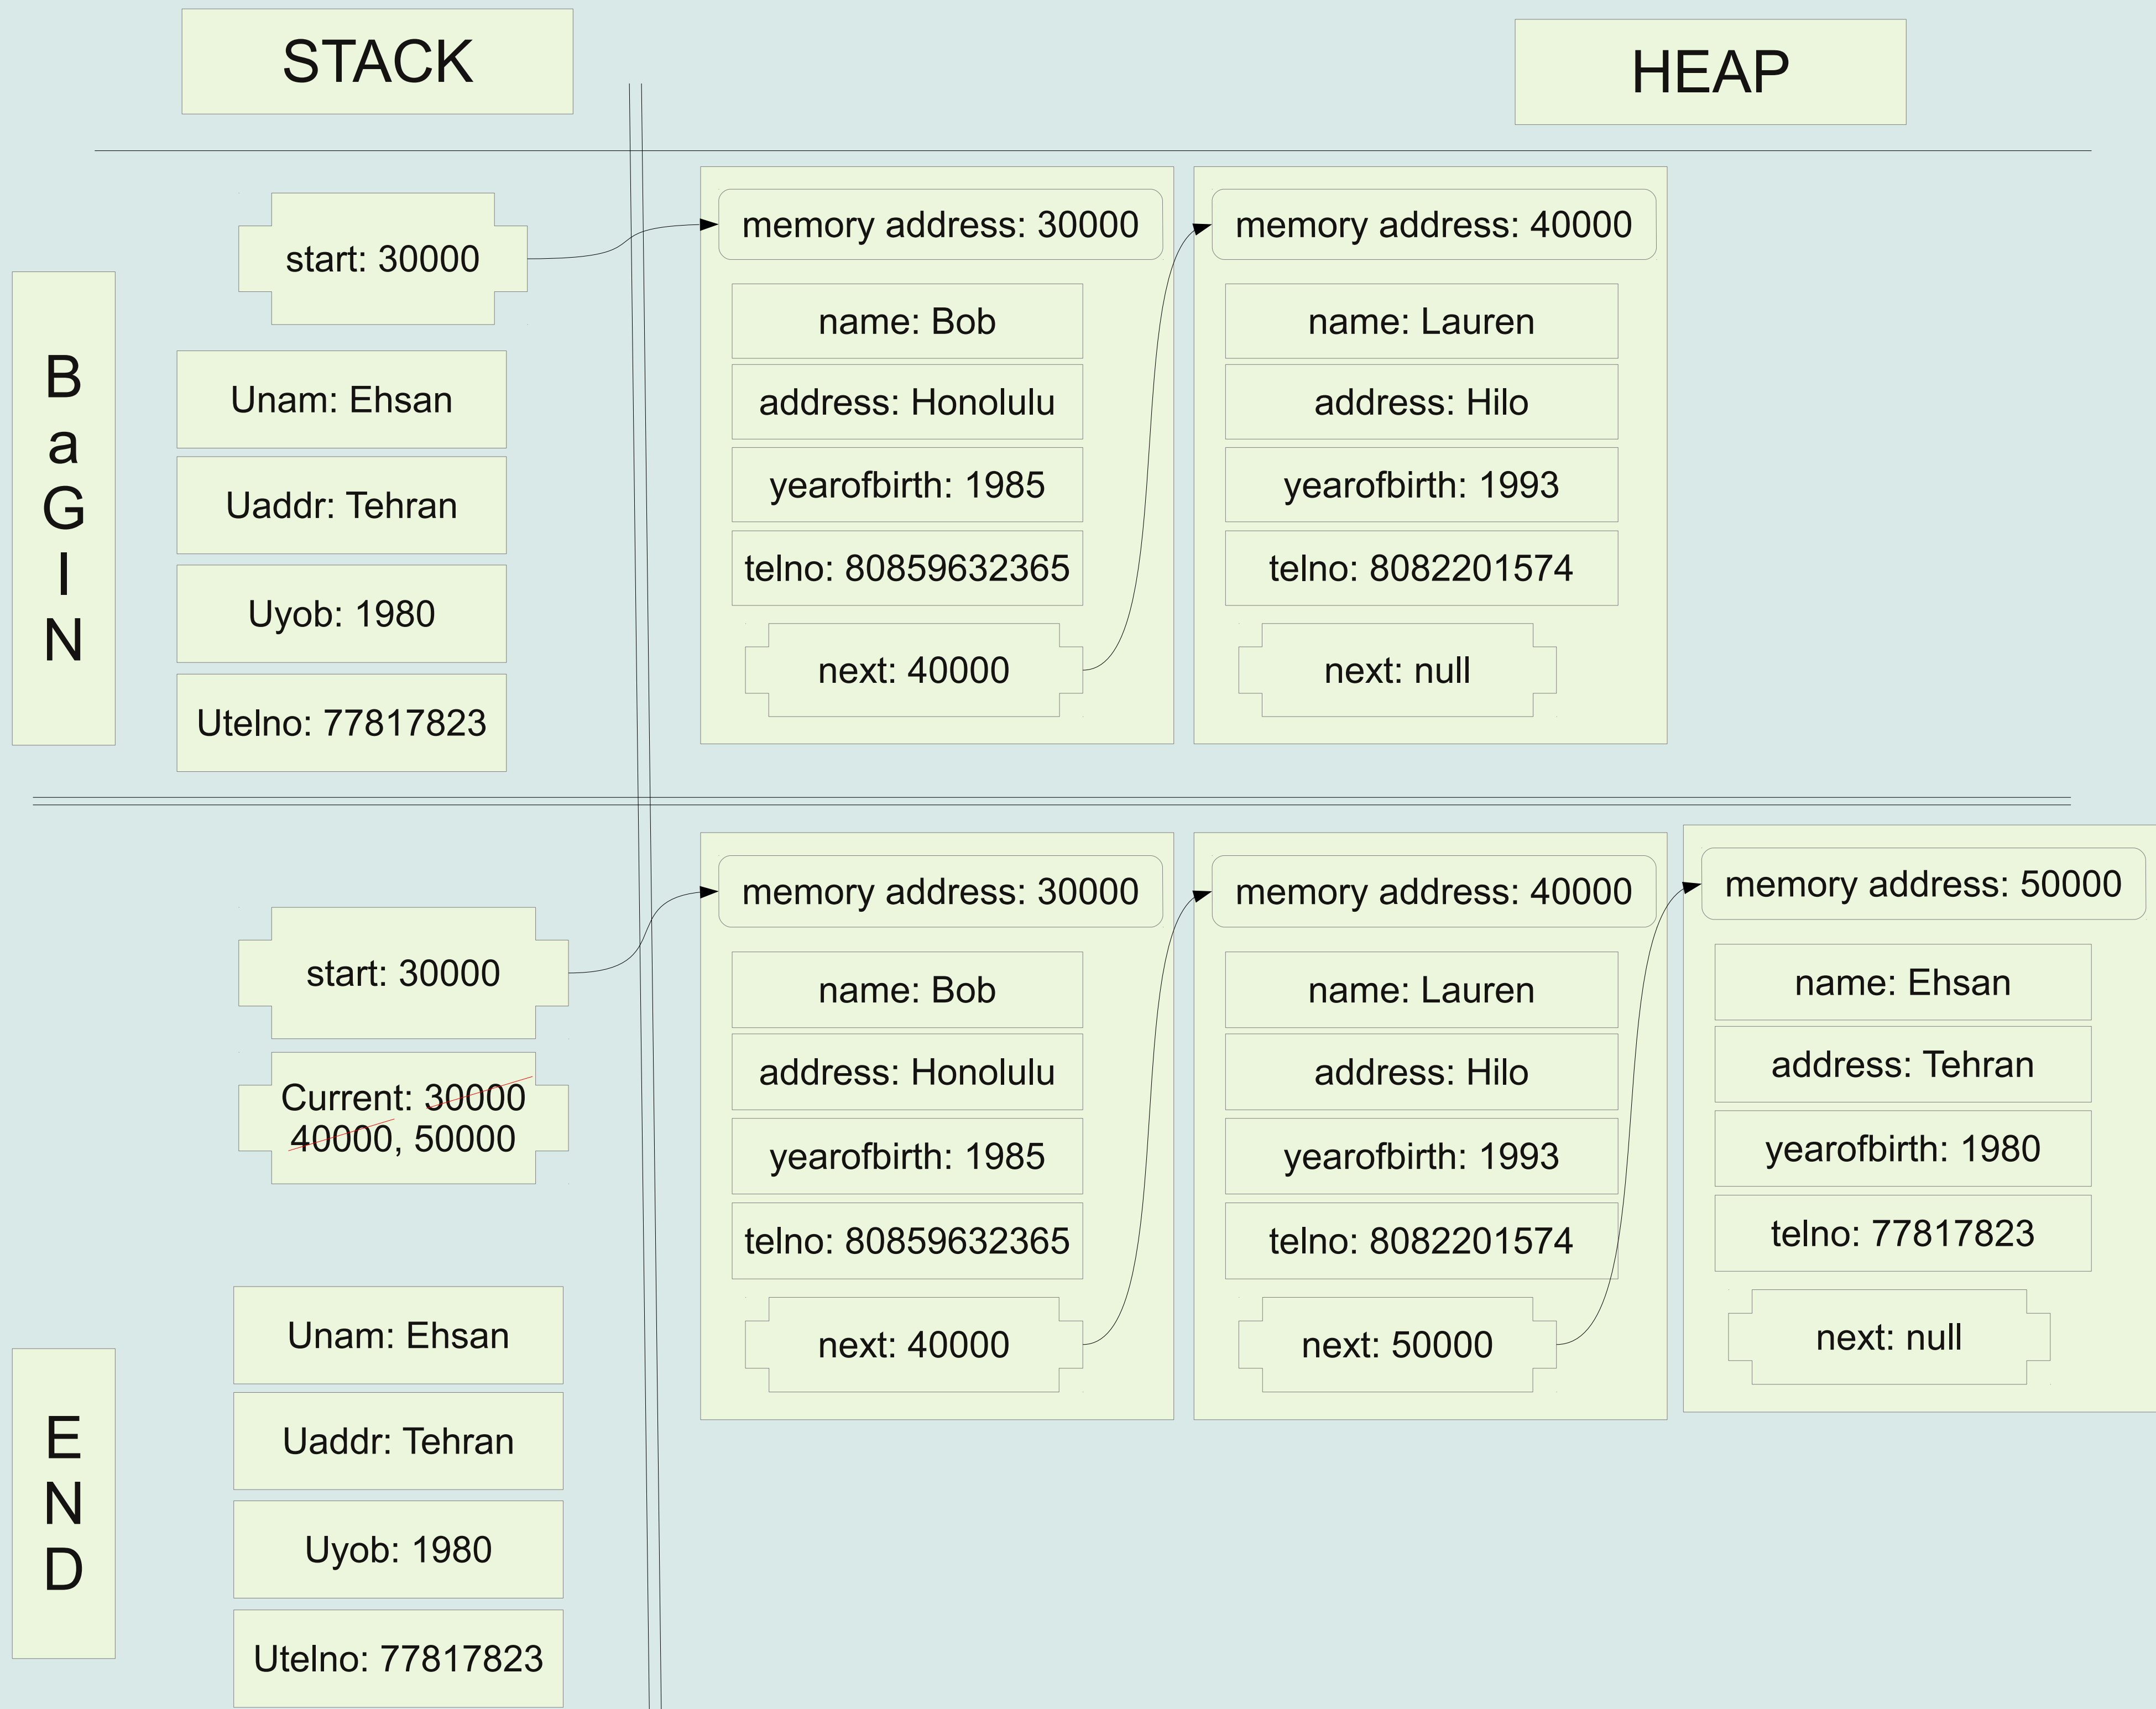 STACK
HEAP
BaGIN
start: 30000
Unam: Ehsan
Uaddr: Tehran
Uyob: 1980
Utelno: 77817823
memory address: 30000
name: Bob
address: Honolulu
yearofbirth: 1985
telno: 80859632365
next: 40000
memory address: 40000
name: Lauren
address: Hilo
yearofbirth: 1993
telno: 8082201574
next: null
END
start: 30000
Current: 30000
40000, 50000
Unam: Ehsan
Uaddr: Tehran
Uyob: 1980
Utelno: 77817823
memory address: 30000
name: Bob
address: Honolulu
yearofbirth: 1985
telno: 80859632365
next: 40000
memory address: 40000
name: Lauren
address: Hilo
yearofbirth: 1993
telno: 8082201574
next: 50000
memory address: 50000
name: Ehsan
address: Tehran
yearofbirth: 1980
telno: 77817823
next: null